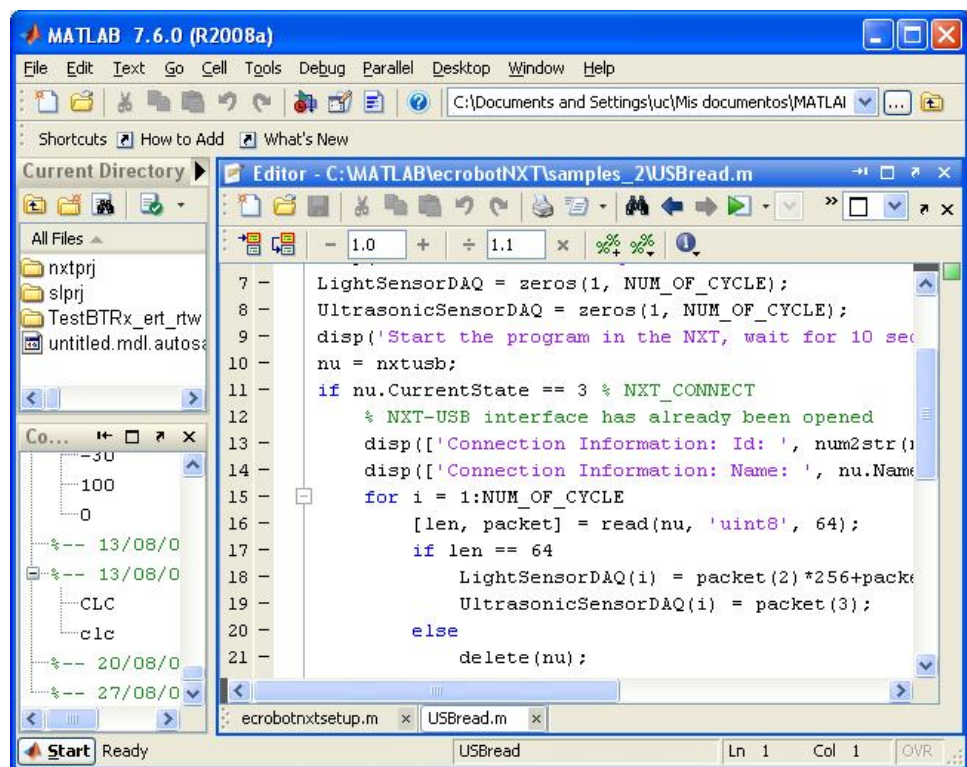 MATLAB 7.6.0 (R2008a)
File Edit Text Go Cell Tools Debug Parallel Desktop Window Help
C:\Documents and Settings\uc\Mis documentos\MATLAI
Shortcuts How to Add What's New
Current Directory
All Files
nxtprj
slprj
TestBTRx_ert_rtw
untitled.mdl.autosa
Co...
-30
100
0
%-- 13/08/0
%-- 13/08/0
CLC
clc
%-- 20/08/0
%-- 27/08/0
Editor - C:\MATLAB\ecrobotNXT\samples_2\USBread.m
− 1.0 + ÷ 1.1 ×
7 − LightSensorDAQ = zeros(1, NUM_OF_CYCLE);
8 − UltrasonicSensorDAQ = zeros(1, NUM_OF_CYCLE);
9 − disp('Start the program in the NXT, wait for 10 sec
10 − nu = nxtusb;
11 − if nu.CurrentState == 3 % NXT_CONNECT
12 % NXT-USB interface has already been opened
13 − disp(['Connection Information: Id: ', num2str(n
14 − disp(['Connection Information: Name: ', nu.Name
15 − for i = 1:NUM_OF_CYCLE
16 − [len, packet] = read(nu, 'uint8', 64);
17 − if len == 64
18 − LightSensorDAQ(i) = packet(2)*256+packe
19 − UltrasonicSensorDAQ(i) = packet(3);
20 − else
21 − delete(nu);
ecrobotnxtsetup.m × USBread.m ×
Start Ready USBread Ln 1 Col 1 OVR